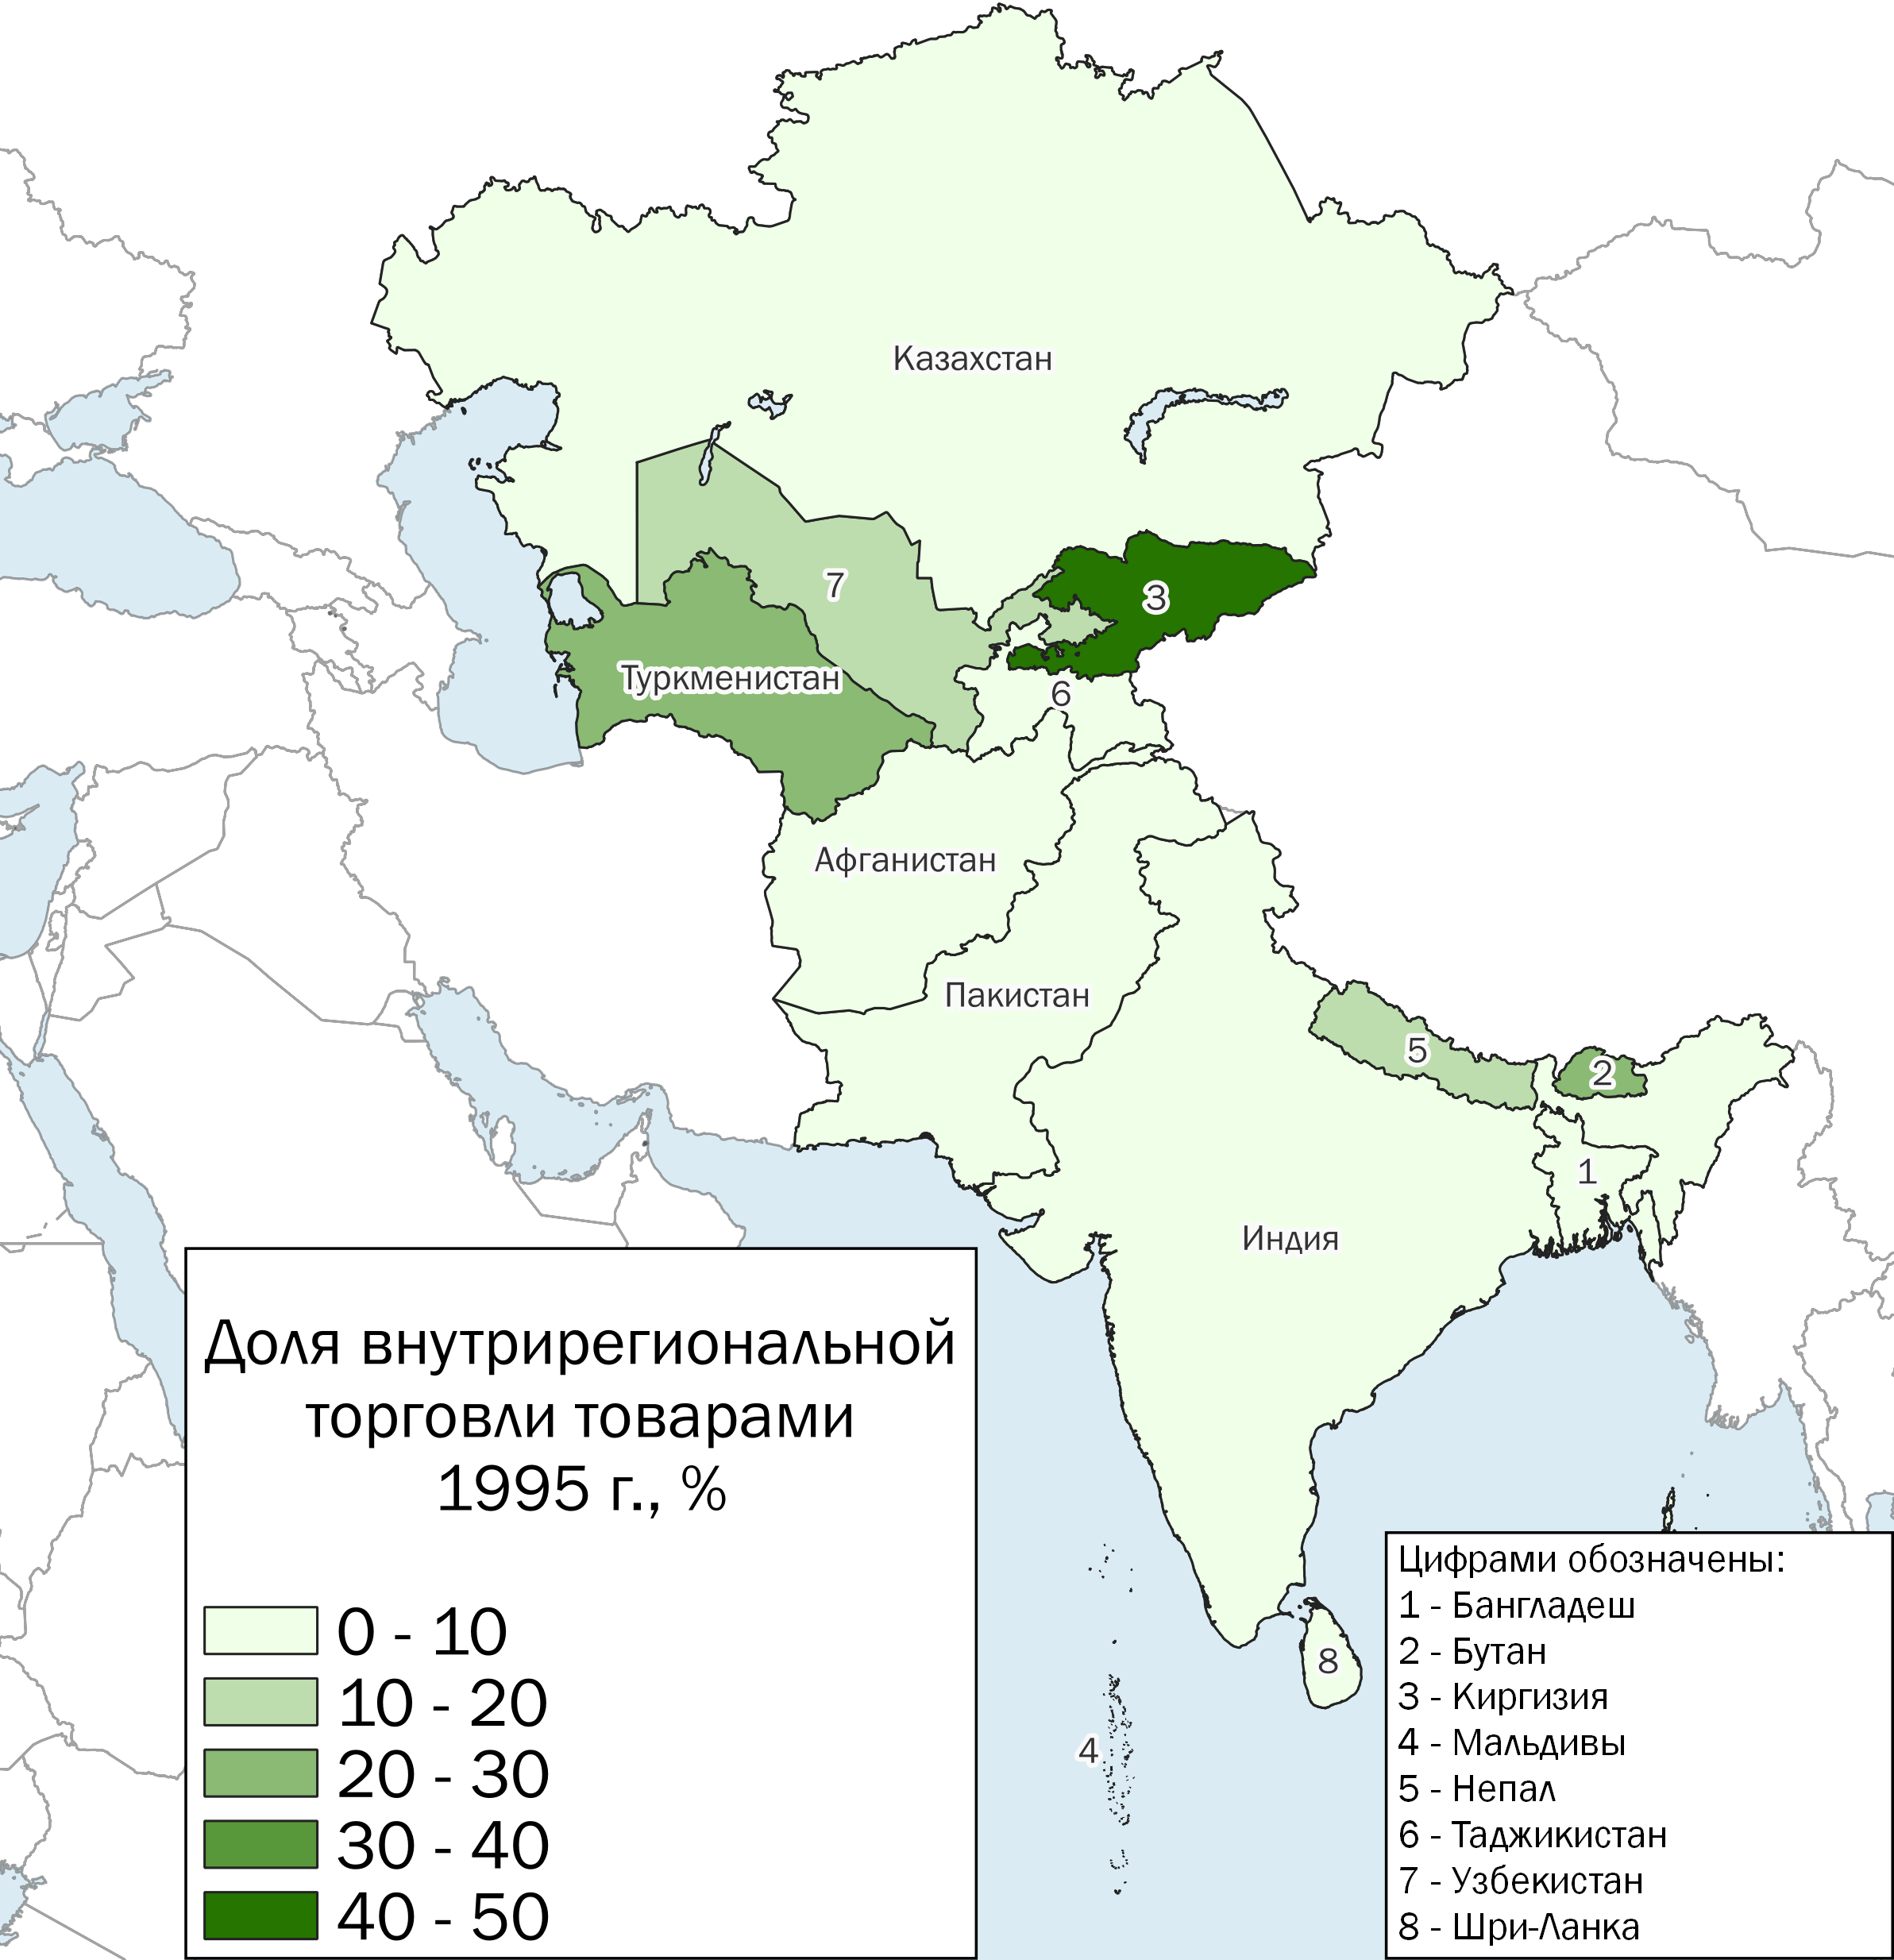 Казахстан
7
3
Туркменистан
6
Афганистан
Пакистан
5
2
1
Индия
8
4
Доля внутрирегиональной
торговли товарами
1995 г., %
0 - 10
10 - 20
20 - 30
30 - 40
40 - 50
Цифрами обозначены:
1 - Бангладеш
2 - Бутан
3 - Киргизия
4 - Мальдивы
5 - Непал
6 - Таджикистан
7 - Узбекистан
8 - Шри-Ланка